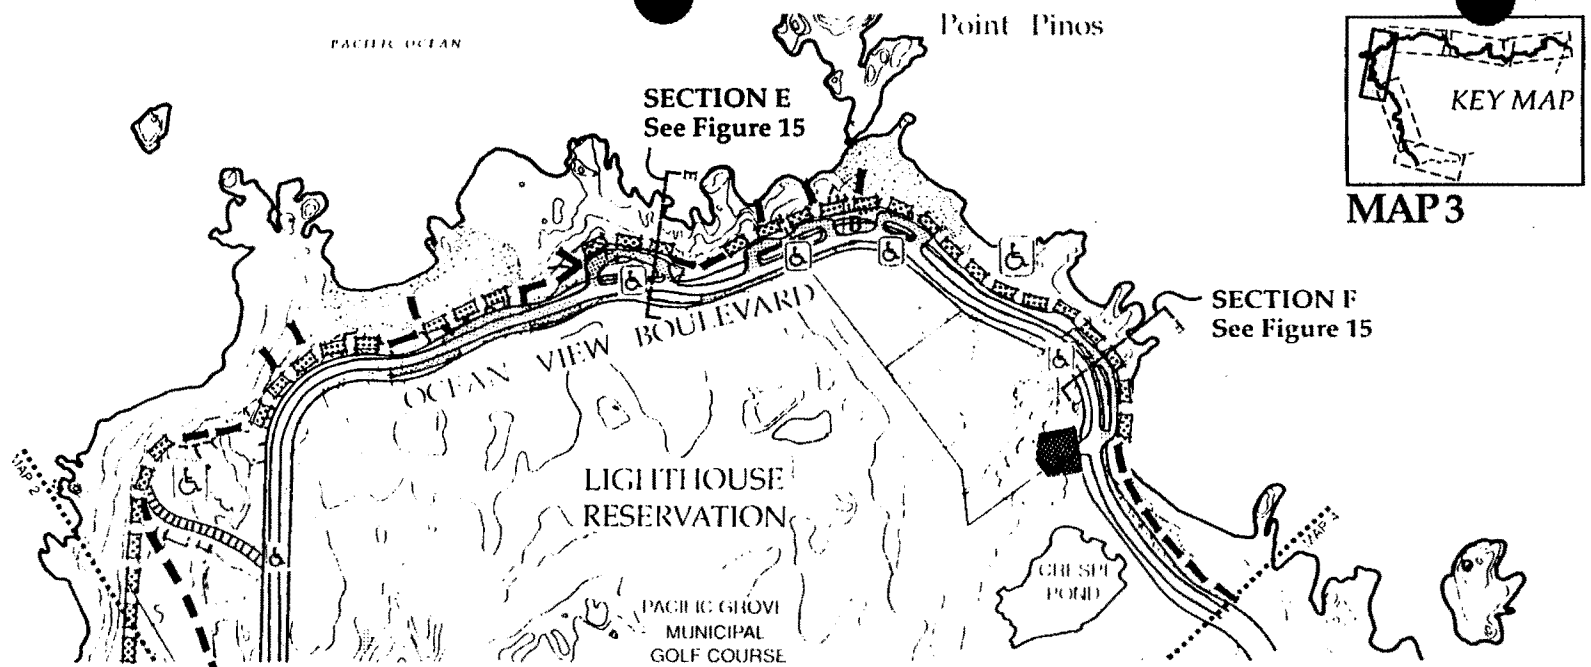 PACIFIC OCEAN
Point Pinos
SECTION E
See Figure 15
KEY MAP
MAP 3
E
SECTION F
See Figure 15
OCEAN VIEW BOULEVARD
MAP 2
LIGHTHOUSE
RESERVATION
MAP 4
CRESPI
POND
PACIFIC GROVE
MUNICIPAL
GOLF COURSE